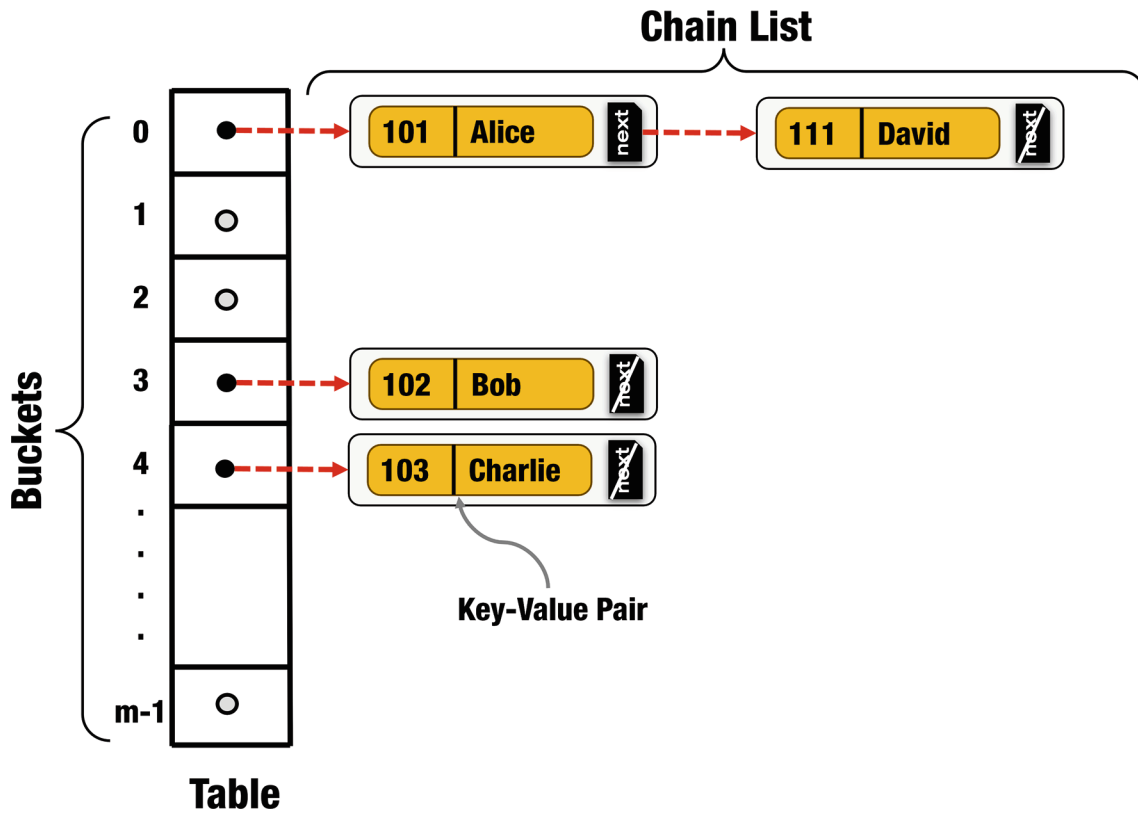 Chain List
0
101 Alice next
111 David next
1
2
3
102 Bob next
4
103 Charlie next
.
.
.
.
Key-Value Pair
m-1
Buckets
Table